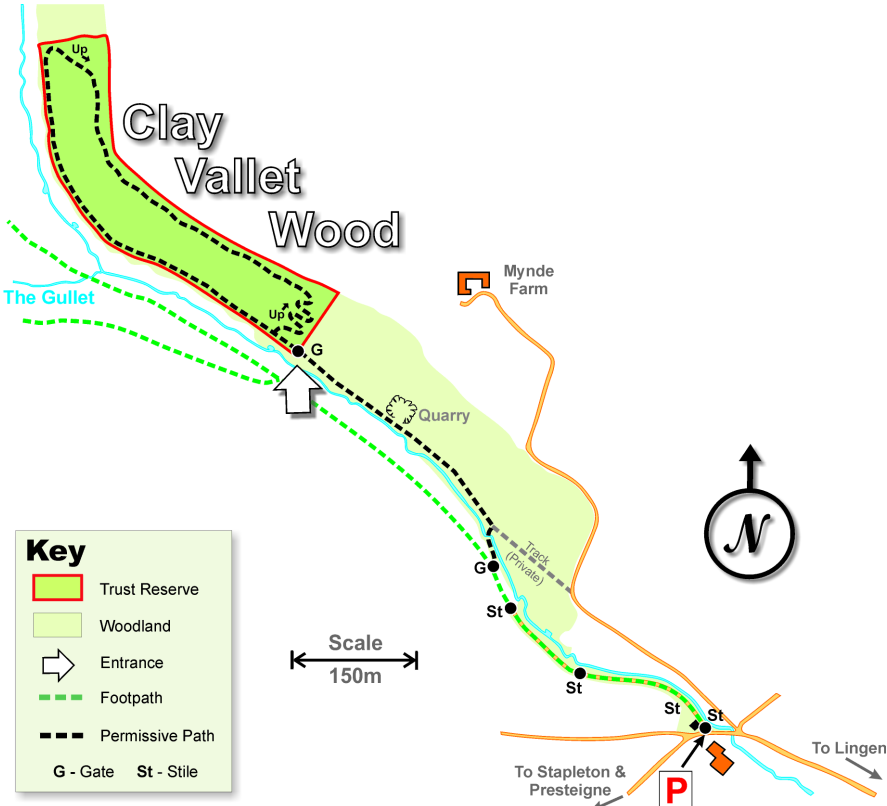 Up
Clay
Vallet
Wood
The Gullet
Mynde
Farm
Up
G
Quarry
N
Track
(Private)
G
St
St
St
St
Scale
150m
To Lingen
To Stapleton &
Presteigne
P
Key
Trust Reserve
Woodland
Entrance
Footpath
Permissive Path
G - Gate St - Stile